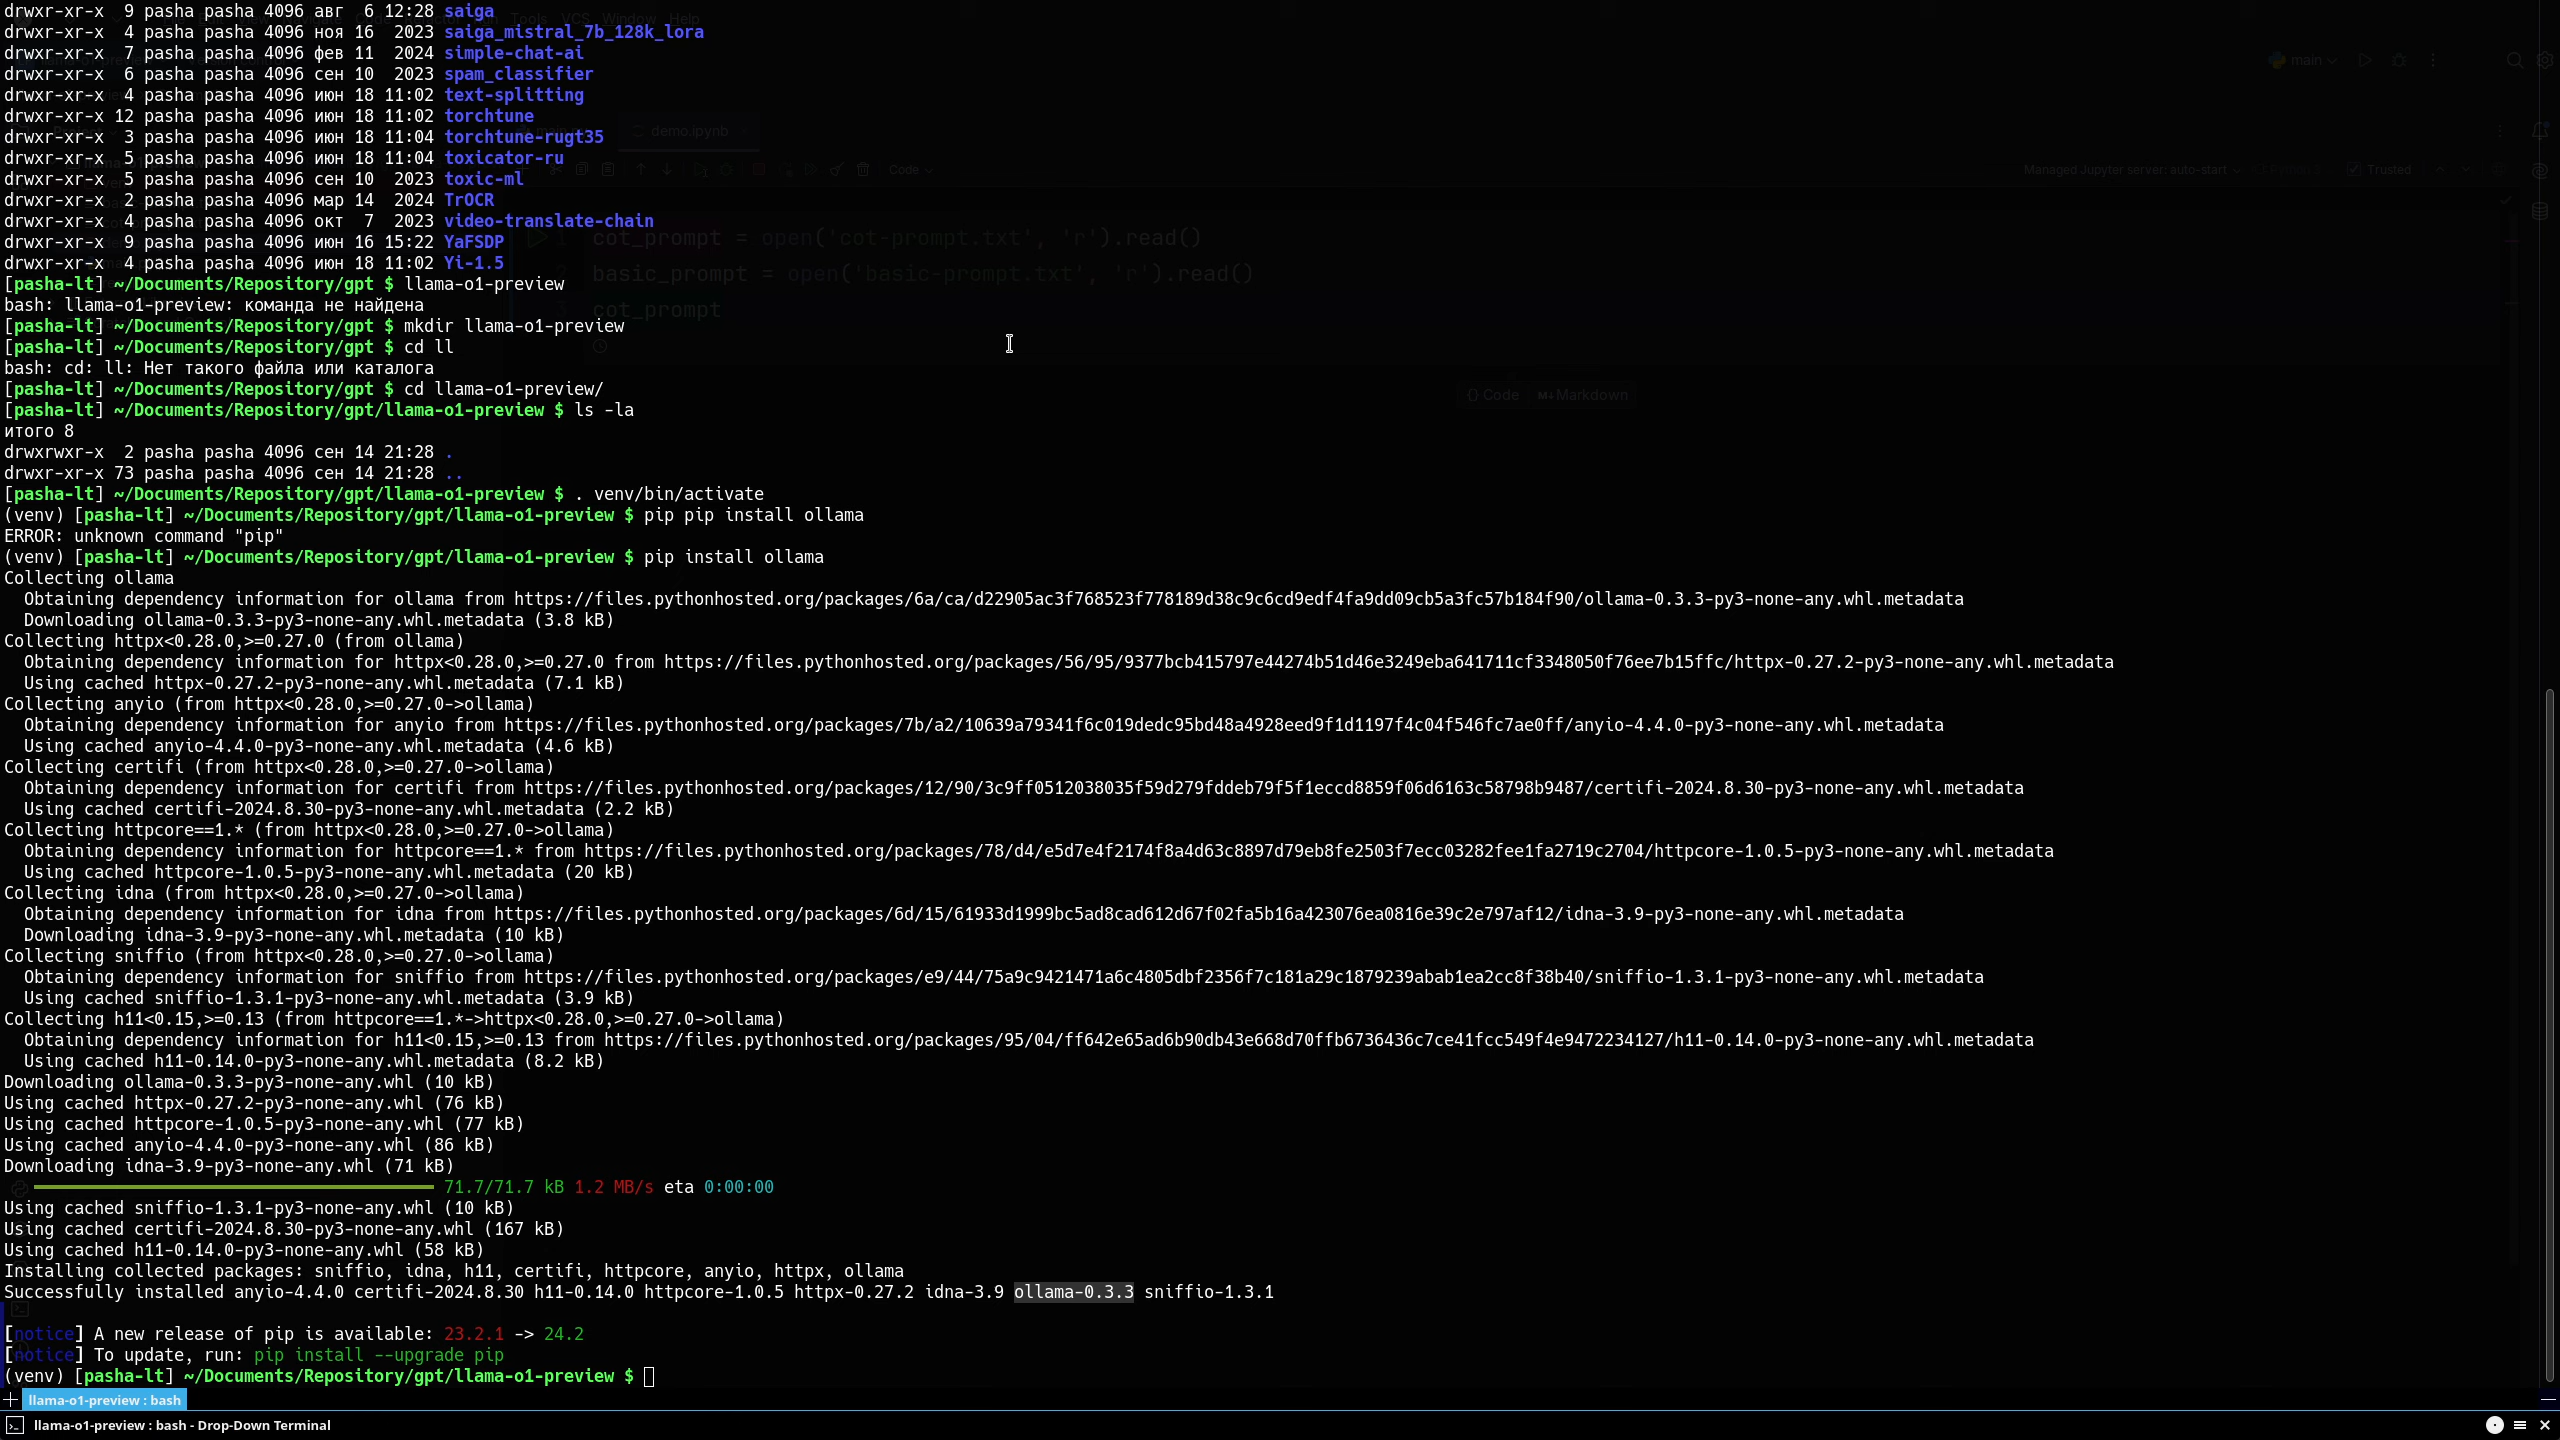 drwxr-xr-x  9 pasha pasha 4096 авг  6 12:28 saiga
drwxr-xr-x  4 pasha pasha 4096 ноя 16  2023 saiga_mistral_7b_128k_lora
drwxr-xr-x  7 pasha pasha 4096 фев 11  2024 simple-chat-ai
drwxr-xr-x  6 pasha pasha 4096 сен 10  2023 spam_classifier
drwxr-xr-x  4 pasha pasha 4096 июн 18 11:02 text-splitting
drwxr-xr-x 12 pasha pasha 4096 июн 18 11:02 torchtune
drwxr-xr-x  3 pasha pasha 4096 июн 18 11:04 torchtune-rugt35
drwxr-xr-x  5 pasha pasha 4096 июн 18 11:04 toxicator-ru
drwxr-xr-x  5 pasha pasha 4096 сен 10  2023 toxic-ml
drwxr-xr-x  2 pasha pasha 4096 мар 14  2024 TrOCR
drwxr-xr-x  4 pasha pasha 4096 окт  7  2023 video-translate-chain
drwxr-xr-x  9 pasha pasha 4096 июн 16 15:22 YaFSDP
drwxr-xr-x  4 pasha pasha 4096 июн 18 11:02 Yi-1.5
[pasha-lt] ~/Documents/Repository/gpt $ llama-o1-preview
bash: llama-o1-preview: команда не найдена
[pasha-lt] ~/Documents/Repository/gpt $ mkdir llama-o1-preview
[pasha-lt] ~/Documents/Repository/gpt $ cd ll
bash: cd: ll: Нет такого файла или каталога
[pasha-lt] ~/Documents/Repository/gpt $ cd llama-o1-preview/
[pasha-lt] ~/Documents/Repository/gpt/llama-o1-preview $ ls -la
итого 8
drwxrwxr-x  2 pasha pasha 4096 сен 14 21:28 .
drwxr-xr-x 73 pasha pasha 4096 сен 14 21:28 ..
[pasha-lt] ~/Documents/Repository/gpt/llama-o1-preview $ . venv/bin/activate
(venv) [pasha-lt] ~/Documents/Repository/gpt/llama-o1-preview $ pip pip install ollama
ERROR: unknown command "pip"
(venv) [pasha-lt] ~/Documents/Repository/gpt/llama-o1-preview $ pip install ollama
Collecting ollama
  Obtaining dependency information for ollama from https://files.pythonhosted.org/packages/6a/ca/d22905ac3f768523f778189d38c9c6cd9edf4fa9dd09cb5a3fc57b184f90/ollama-0.3.3-py3-none-any.whl.metadata
  Downloading ollama-0.3.3-py3-none-any.whl.metadata (3.8 kB)
Collecting httpx<0.28.0,>=0.27.0 (from ollama)
  Obtaining dependency information for httpx<0.28.0,>=0.27.0 from https://files.pythonhosted.org/packages/56/95/9377bcb415797e44274b51d46e3249eba641711cf3348050f76ee7b15ffc/httpx-0.27.2-py3-none-any.whl.metadata
  Using cached httpx-0.27.2-py3-none-any.whl.metadata (7.1 kB)
Collecting anyio (from httpx<0.28.0,>=0.27.0->ollama)
  Obtaining dependency information for anyio from https://files.pythonhosted.org/packages/7b/a2/10639a79341f6c019dedc95bd48a4928eed9f1d1197f4c04f546fc7ae0ff/anyio-4.4.0-py3-none-any.whl.metadata
  Using cached anyio-4.4.0-py3-none-any.whl.metadata (4.6 kB)
Collecting certifi (from httpx<0.28.0,>=0.27.0->ollama)
  Obtaining dependency information for certifi from https://files.pythonhosted.org/packages/12/90/3c9ff0512038035f59d279fddeb79f5f1eccd8859f06d6163c58798b9487/certifi-2024.8.30-py3-none-any.whl.metadata
  Using cached certifi-2024.8.30-py3-none-any.whl.metadata (2.2 kB)
Collecting httpcore==1.* (from httpx<0.28.0,>=0.27.0->ollama)
  Obtaining dependency information for httpcore==1.* from https://files.pythonhosted.org/packages/78/d4/e5d7e4f2174f8a4d63c8897d79eb8fe2503f7ecc03282fee1fa2719c2704/httpcore-1.0.5-py3-none-any.whl.metadata
  Using cached httpcore-1.0.5-py3-none-any.whl.metadata (20 kB)
Collecting idna (from httpx<0.28.0,>=0.27.0->ollama)
  Obtaining dependency information for idna from https://files.pythonhosted.org/packages/6d/15/61933d1999bc5ad8cad612d67f02fa5b16a423076ea0816e39c2e797af12/idna-3.9-py3-none-any.whl.metadata
  Downloading idna-3.9-py3-none-any.whl.metadata (10 kB)
Collecting sniffio (from httpx<0.28.0,>=0.27.0->ollama)
  Obtaining dependency information for sniffio from https://files.pythonhosted.org/packages/e9/44/75a9c9421471a6c4805dbf2356f7c181a29c1879239abab1ea2cc8f38b40/sniffio-1.3.1-py3-none-any.whl.metadata
  Using cached sniffio-1.3.1-py3-none-any.whl.metadata (3.9 kB)
Collecting h11<0.15,>=0.13 (from httpcore==1.*->httpx<0.28.0,>=0.27.0->ollama)
  Obtaining dependency information for h11<0.15,>=0.13 from https://files.pythonhosted.org/packages/95/04/ff642e65ad6b90db43e668d70ffb6736436c7ce41fcc549f4e9472234127/h11-0.14.0-py3-none-any.whl.metadata
  Using cached h11-0.14.0-py3-none-any.whl.metadata (8.2 kB)
Downloading ollama-0.3.3-py3-none-any.whl (10 kB)
Using cached httpx-0.27.2-py3-none-any.whl (76 kB)
Using cached httpcore-1.0.5-py3-none-any.whl (77 kB)
Using cached anyio-4.4.0-py3-none-any.whl (86 kB)
Downloading idna-3.9-py3-none-any.whl (71 kB)
71.7/71.7 kB 1.2 MB/s eta 0:00:00
Using cached sniffio-1.3.1-py3-none-any.whl (10 kB)
Using cached certifi-2024.8.30-py3-none-any.whl (167 kB)
Using cached h11-0.14.0-py3-none-any.whl (58 kB)
Installing collected packages: sniffio, idna, h11, certifi, httpcore, anyio, httpx, ollama
Successfully installed anyio-4.4.0 certifi-2024.8.30 h11-0.14.0 httpcore-1.0.5 httpx-0.27.2 idna-3.9 ollama-0.3.3 sniffio-1.3.1
[notice] A new release of pip is available: 23.2.1 -> 24.2
[notice] To update, run: pip install --upgrade pip
(venv) [pasha-lt] ~/Documents/Repository/gpt/llama-o1-preview $
llama-o1-preview : bash
llama-o1-preview : bash - Drop-Down Terminal
main
demo.ipynb
Code
Managed Jupyter server: auto-start
Trusted
cot_prompt = open('cot-prompt.txt', 'r').read()
basic_prompt = open('basic-prompt.txt', 'r').read()
cot_prompt
Code
Markdown